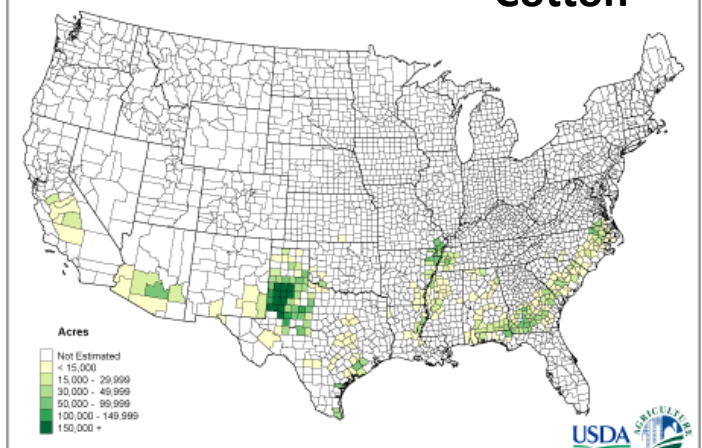 Cotton
Acres
Not Estimated
< 15,000
15,000 - 29,999
30,000 - 49,999
50,000 - 99,999
100,000 - 149,999
150,000 +
USDA
AGRICULTURE